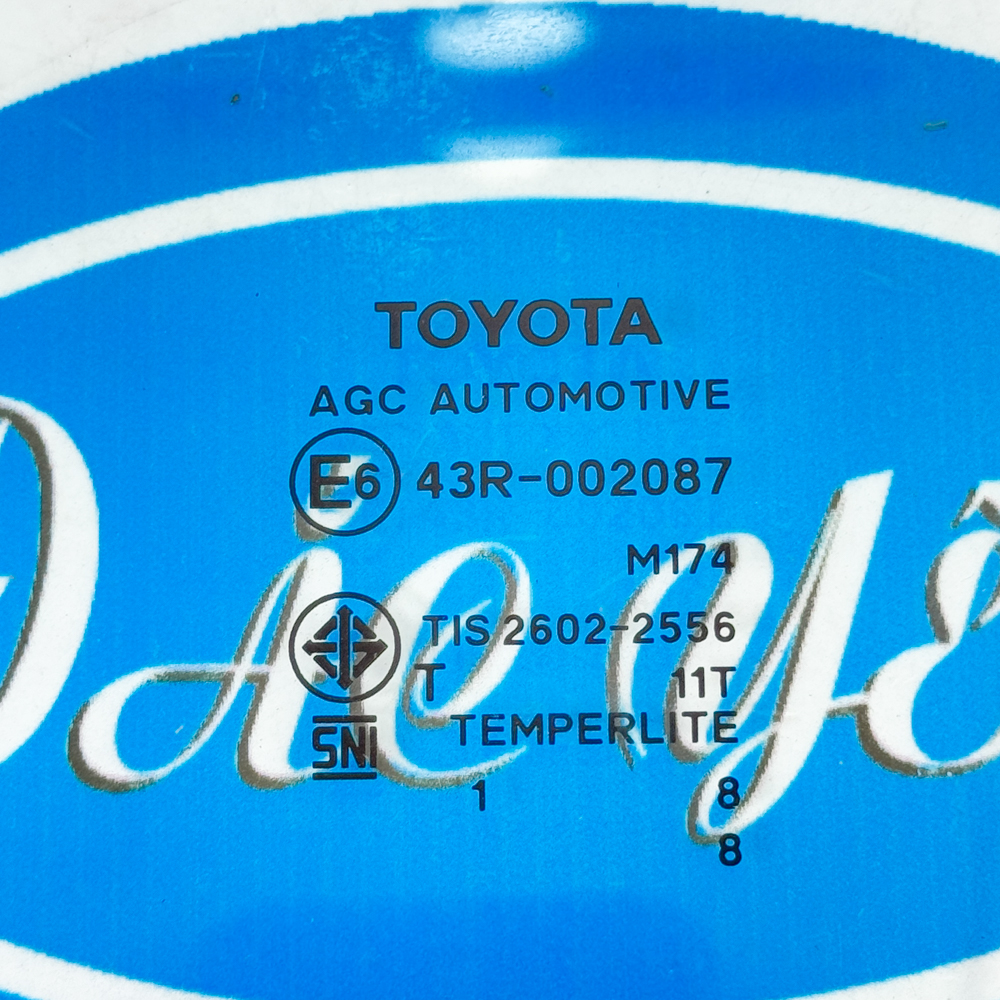 TOYOTA
AGC AUTOMOTIVE
E6 43R-002087
M174
TIS 2602-2556
T 11T
SNI TEMPERLITE
1 8
8